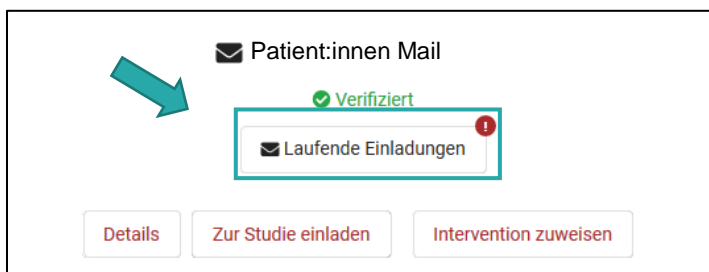 Patient:innen Mail
Verifiziert
!
Laufende Einladungen
Details Zur Studie einladen Intervention zuweisen